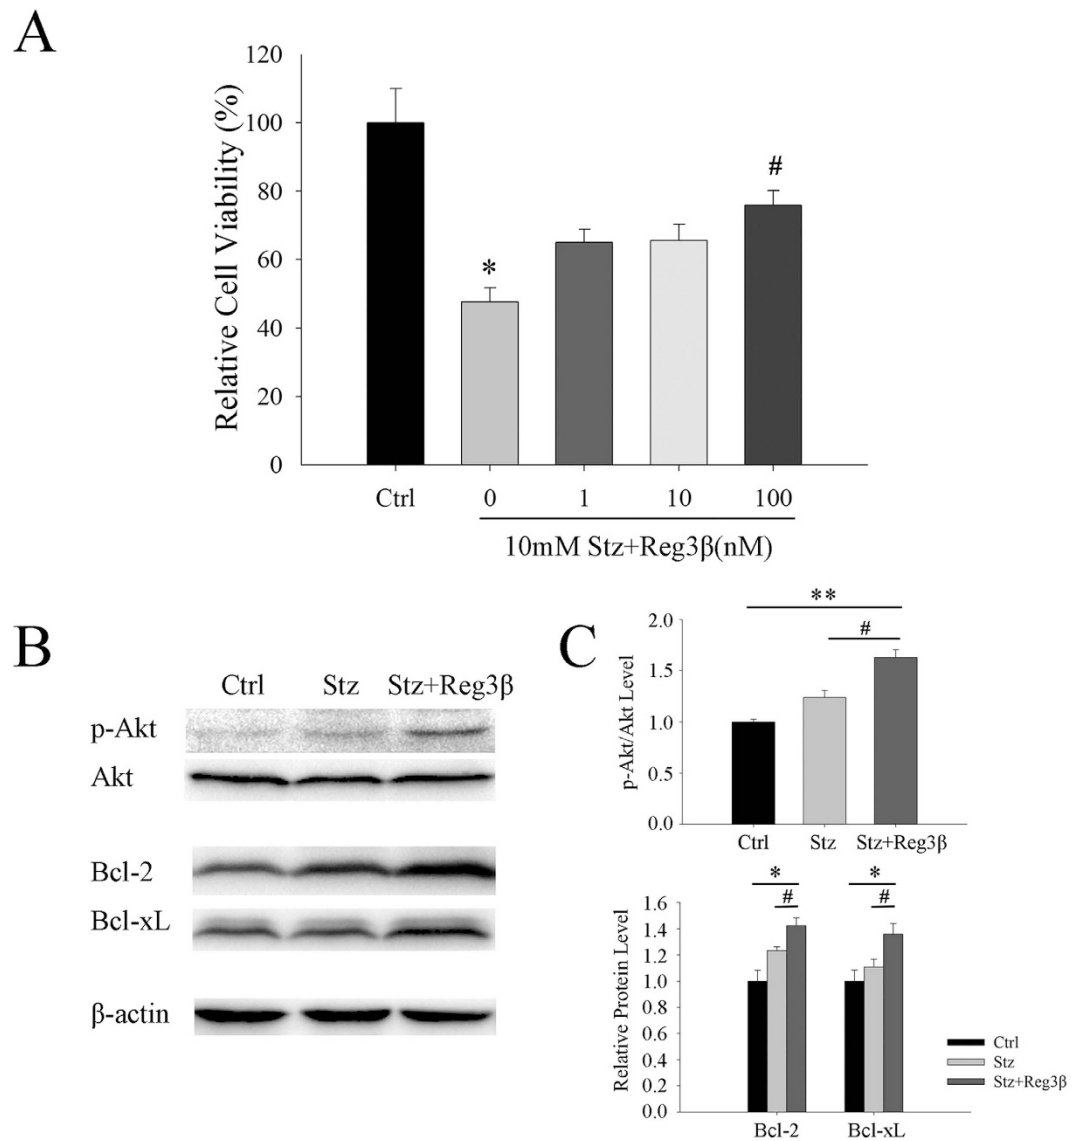 A
120
100
80
60
40
20
0
Relative Cell Viability (%)
*
#
Ctrl 0 1 10 100
10mM Stz+Reg3β(nM)
B
Ctrl Stz Stz+Reg3β
p-Akt
Akt
Bcl-2
Bcl-xL
β-actin
C
**
#
2.0
1.5
1.0
0.5
0.0
p-Akt/Akt Level
Ctrl Stz Stz+Reg3β
* *
# #
1.6
1.4
1.2
1.0
0.8
0.6
0.4
0.2
0.0
Relative Protein Level
Bcl-2 Bcl-xL
Ctrl
Stz
Stz+Reg3β